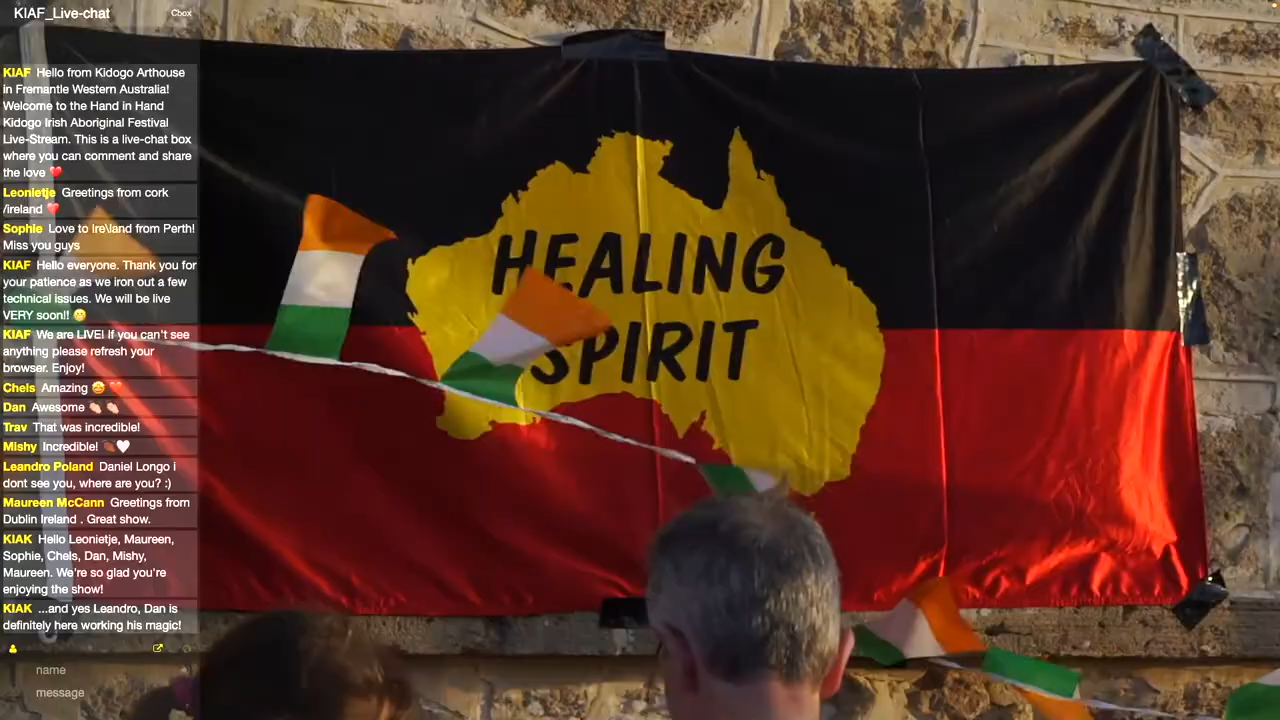 KIAF_Live-chat
Cbox
KIAF Hello from Kidogo Arthouse
in Fremantle Western Australia!
Welcome to the Hand in Hand
Kidogo Irish Aboriginal Festival
Live-Stream. This is a live-chat box
where you can comment and share
the love ❤️
Leonietje Greetings from cork
/ireland ❤️
Sophie Love to Ire\land from Perth!
Miss you guys
KIAF Hello everyone. Thank you for
your patience as we iron out a few
technical issues. We will be live
VERY soon!! 😁
KIAF We are LIVE! If you can't see
anything please refresh your
browser. Enjoy!
Chels Amazing 🤩 ❤️
Dan Awesome 👏🏻 👏🏻
Trav That was incredible!
Mishy Incredible! 🤎🤍
Leandro Poland Daniel Longo i
dont see you, where are you? :)
Maureen McCann Greetings from
Dublin Ireland . Great show.
KIAK Hello Leonietje, Maureen,
Sophie, Chels, Dan, Mishy,
Maureen. We're so glad you're
enjoying the show!
KIAK ...and yes Leandro, Dan is
definitely here working his magic!
name
message
HEALING
SPIRIT